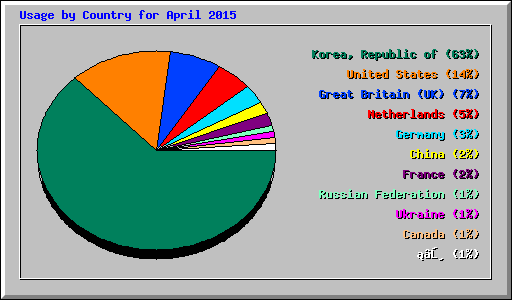 Usage by Country for April 2015
Korea, Republic of (63%)
United States (14%)
Great Britain (UK) (7%)
Netherlands (5%)
Germany (3%)
China (2%)
France (2%)
Russian Federation (1%)
Ukraine (1%)
Canada (1%)
(1%)